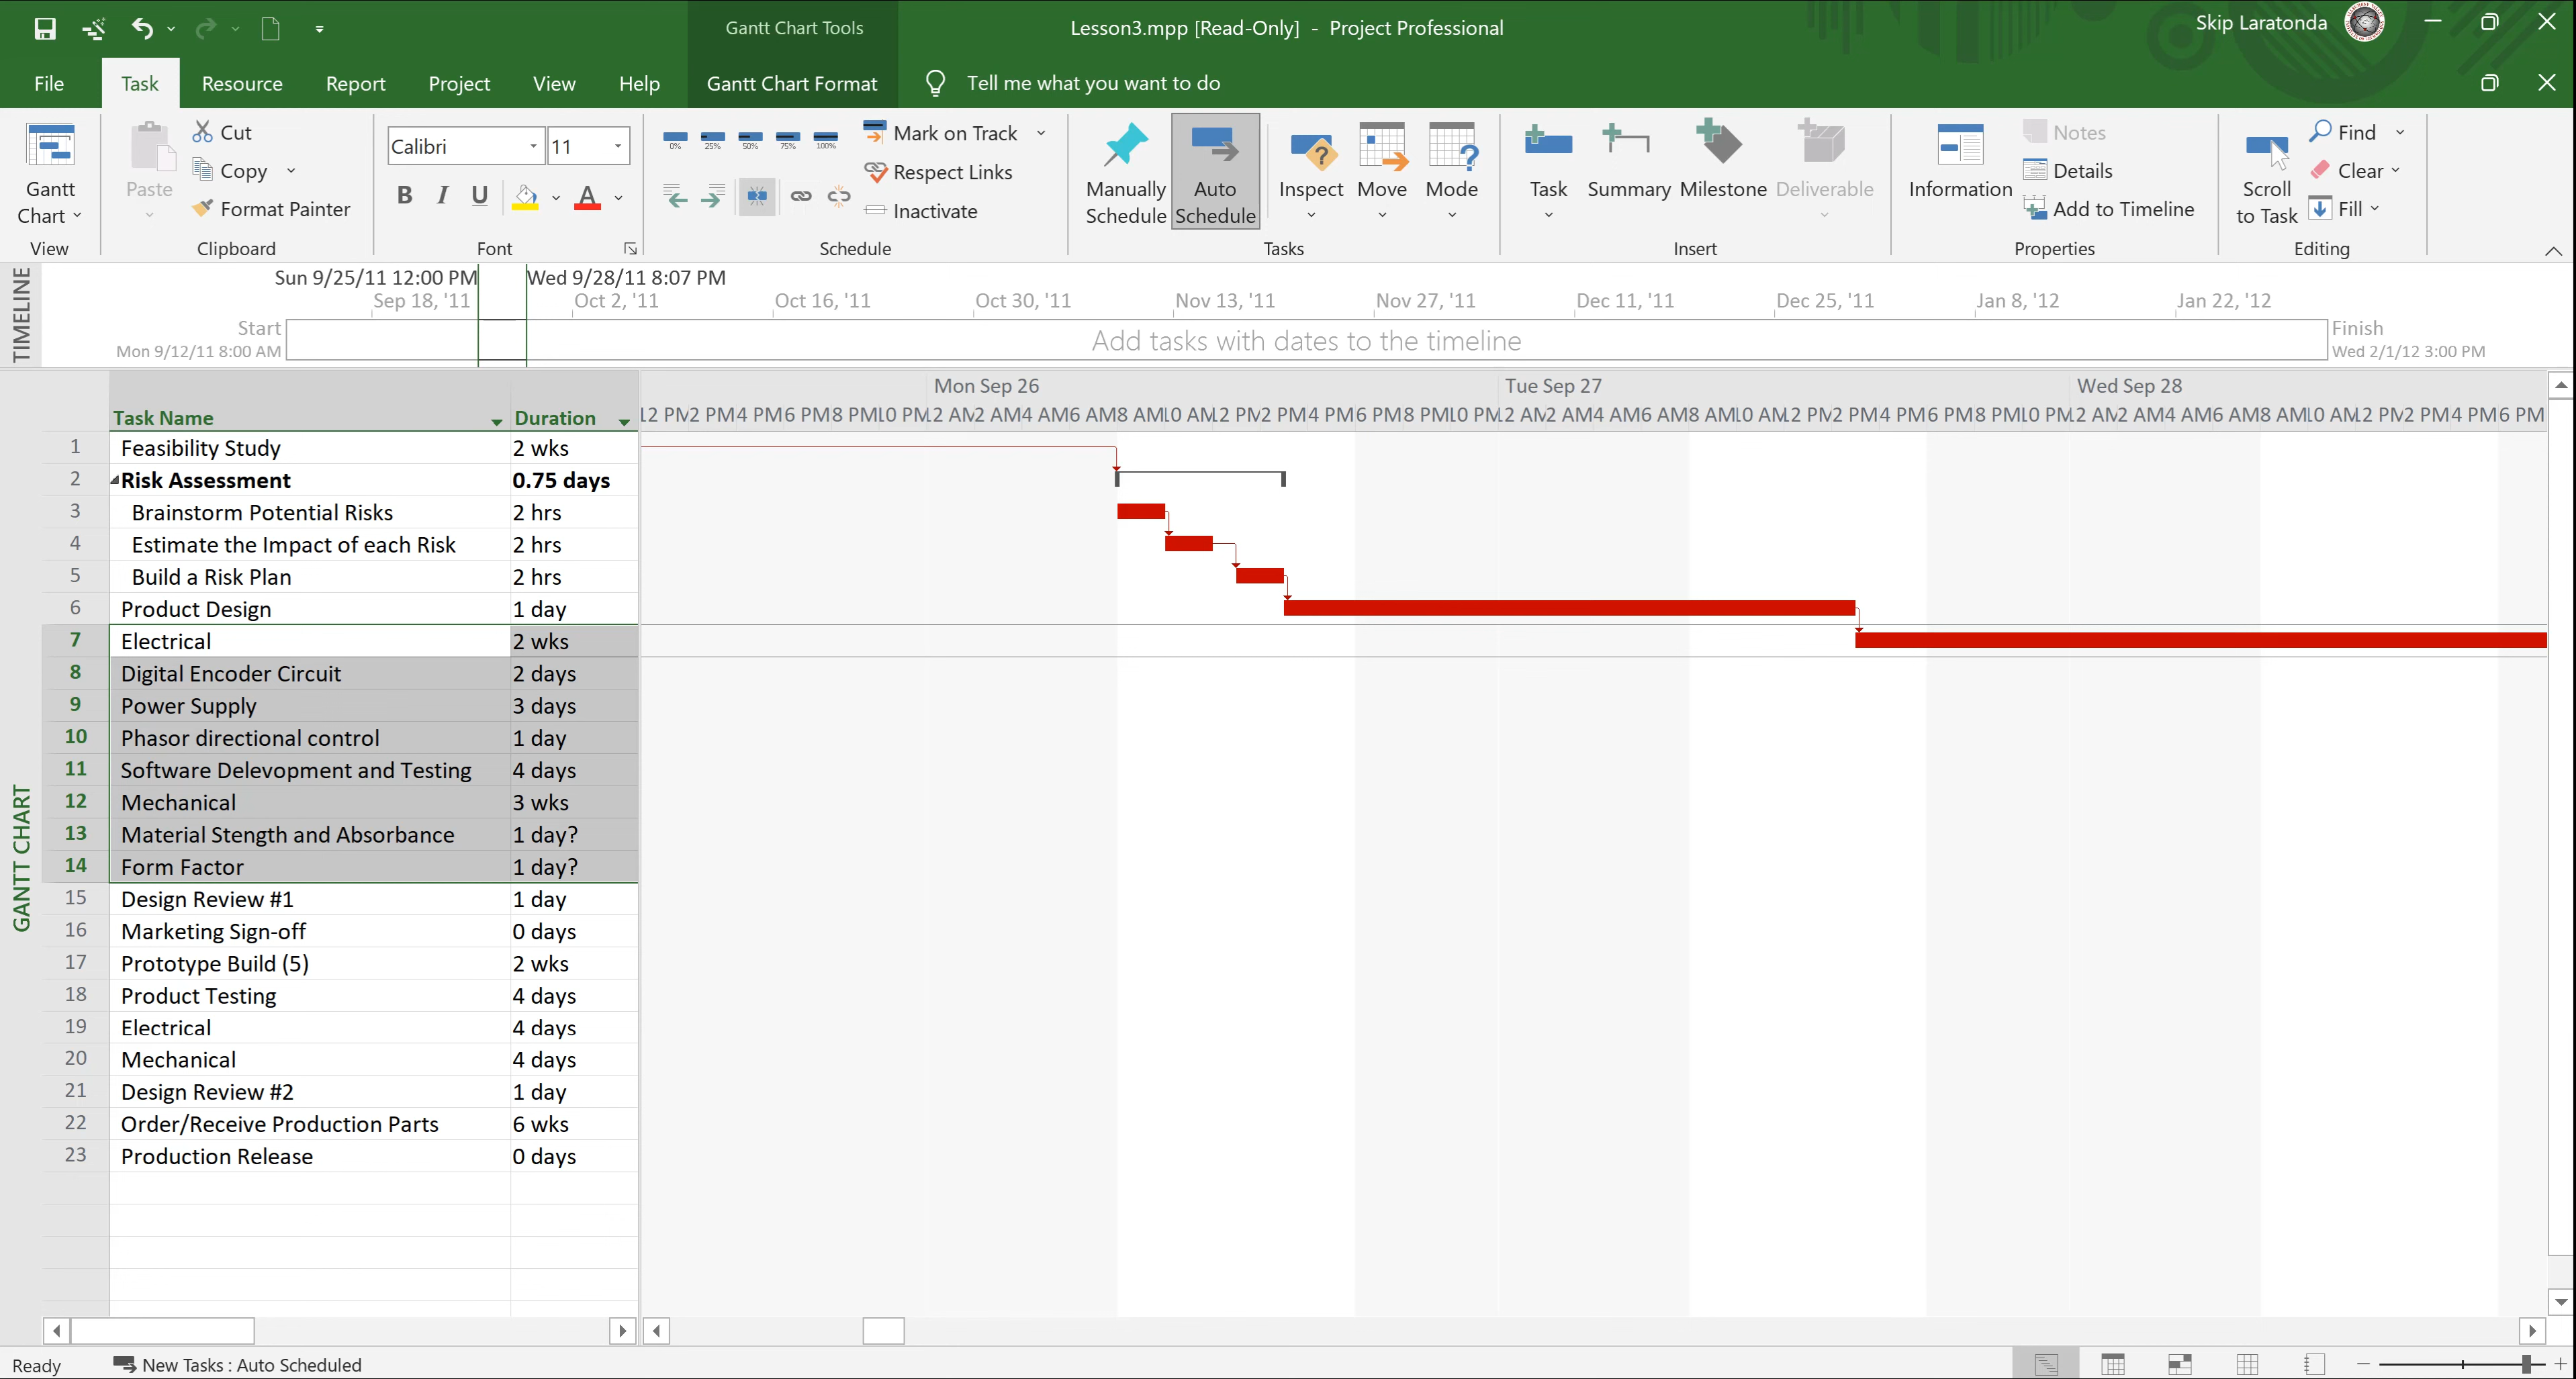 Gantt Chart Tools
Lesson3.mpp [Read-Only] - Project Professional
Skip Laratonda
File Task Resource Report Project View Help Gantt Chart Format Tell me what you want to do
Gantt Chart
View
Paste
Cut
Copy
Format Painter
Clipboard
Calibri 11
B I U A
Font
0% 25% 50% 75% 100%
Mark on Track
Respect Links
Inactivate
Schedule
Manually Schedule
Auto Schedule
Inspect
Move
Mode
Tasks
Task
Summary
Milestone
Deliverable
Insert
Information
Notes
Details
Add to Timeline
Properties
Scroll to Task
Find
Clear
Fill
Editing
TIMELINE
Sun 9/25/11 12:00 PM Wed 9/28/11 8:07 PM
Sep 18, '11 Oct 2, '11 Oct 16, '11 Oct 30, '11 Nov 13, '11 Nov 27, '11 Dec 11, '11 Dec 25, '11 Jan 8, '12 Jan 22, '12
Start
Mon 9/12/11 8:00 AM
Add tasks with dates to the timeline
Finish
Wed 2/1/12 3:00 PM
GANTT CHART
Mon Sep 26 Tue Sep 27 Wed Sep 28
Task Name Duration
1 Feasibility Study 2 wks
2 Risk Assessment 0.75 days
3 Brainstorm Potential Risks 2 hrs
4 Estimate the Impact of each Risk 2 hrs
5 Build a Risk Plan 2 hrs
6 Product Design 1 day
7 Electrical 2 wks
8 Digital Encoder Circuit 2 days
9 Power Supply 3 days
10 Phasor directional control 1 day
11 Software Delevopment and Testing 4 days
12 Mechanical 3 wks
13 Material Stength and Absorbance 1 day?
14 Form Factor 1 day?
15 Design Review #1 1 day
16 Marketing Sign-off 0 days
17 Prototype Build (5) 2 wks
18 Product Testing 4 days
19 Electrical 4 days
20 Mechanical 4 days
21 Design Review #2 1 day
22 Order/Receive Production Parts 6 wks
23 Production Release 0 days
Ready New Tasks : Auto Scheduled